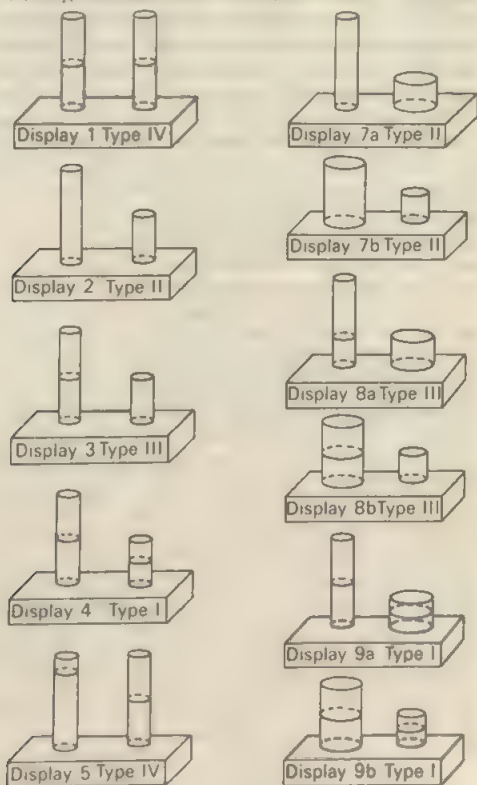 Display 1 Type IV
Display 2 Type II
Display 3 Type III
Display 4 Type I
Display 5 Type IV
Display 7a Type II
Display 7b Type II
Display 8a Type III
Display 8b Type III
Display 9a Type I
Display 9b Type I